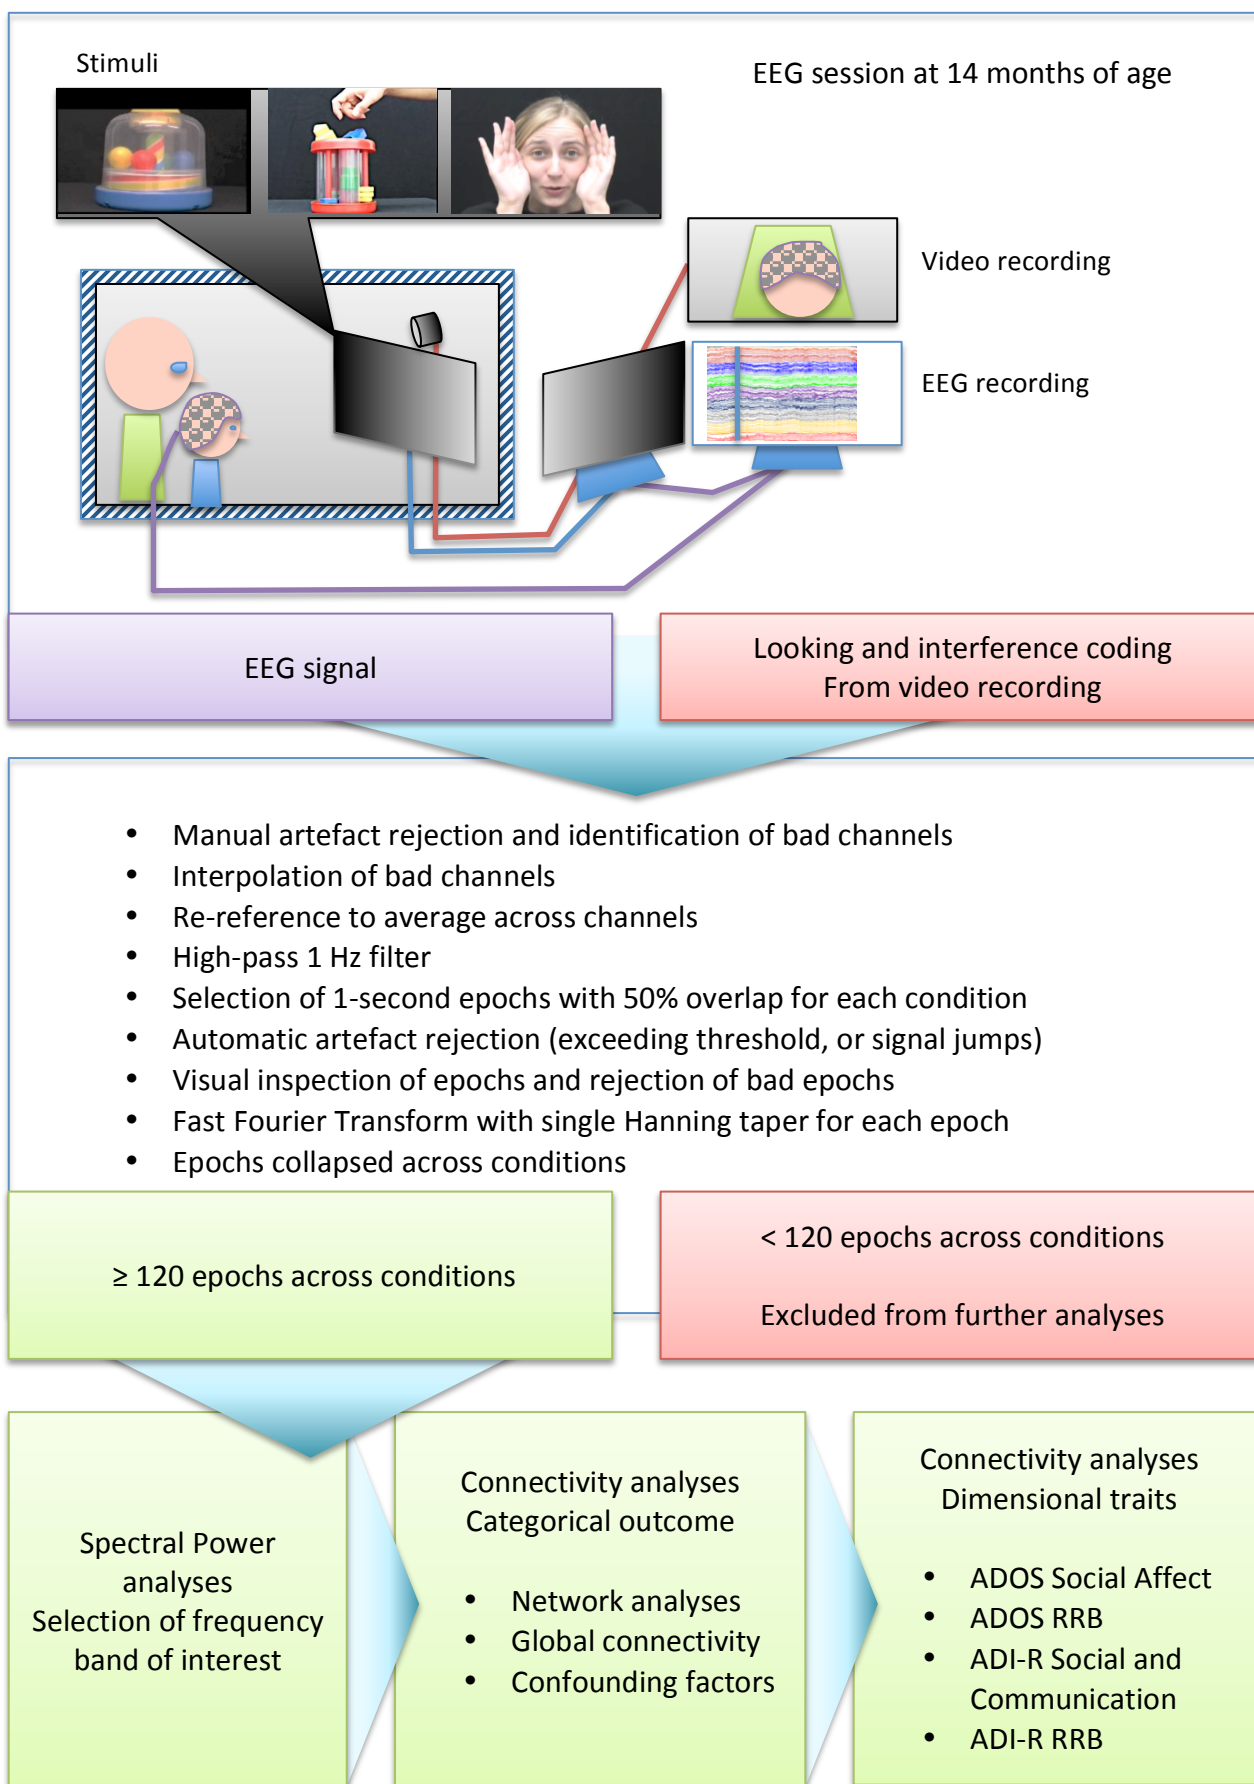 Stimuli
EEG session at 14 months of age
Video recording
EEG recording
EEG signal
Looking and interference coding
From video recording
• Manual artefact rejection and identification of bad channels
• Interpolation of bad channels
• Re-reference to average across channels
• High-pass 1 Hz filter
• Selection of 1-second epochs with 50% overlap for each condition
• Automatic artefact rejection (exceeding threshold, or signal jumps)
• Visual inspection of epochs and rejection of bad epochs
• Fast Fourier Transform with single Hanning taper for each epoch
• Epochs collapsed across conditions
≥ 120 epochs across conditions
< 120 epochs across conditions
Excluded from further analyses
Spectral Power
analyses
Selection of frequency
band of interest
Connectivity analyses
Categorical outcome
• Network analyses
• Global connectivity
• Confounding factors
Connectivity analyses
Dimensional traits
• ADOS Social Affect
• ADOS RRB
• ADI-R Social and
Communication
• ADI-R RRB